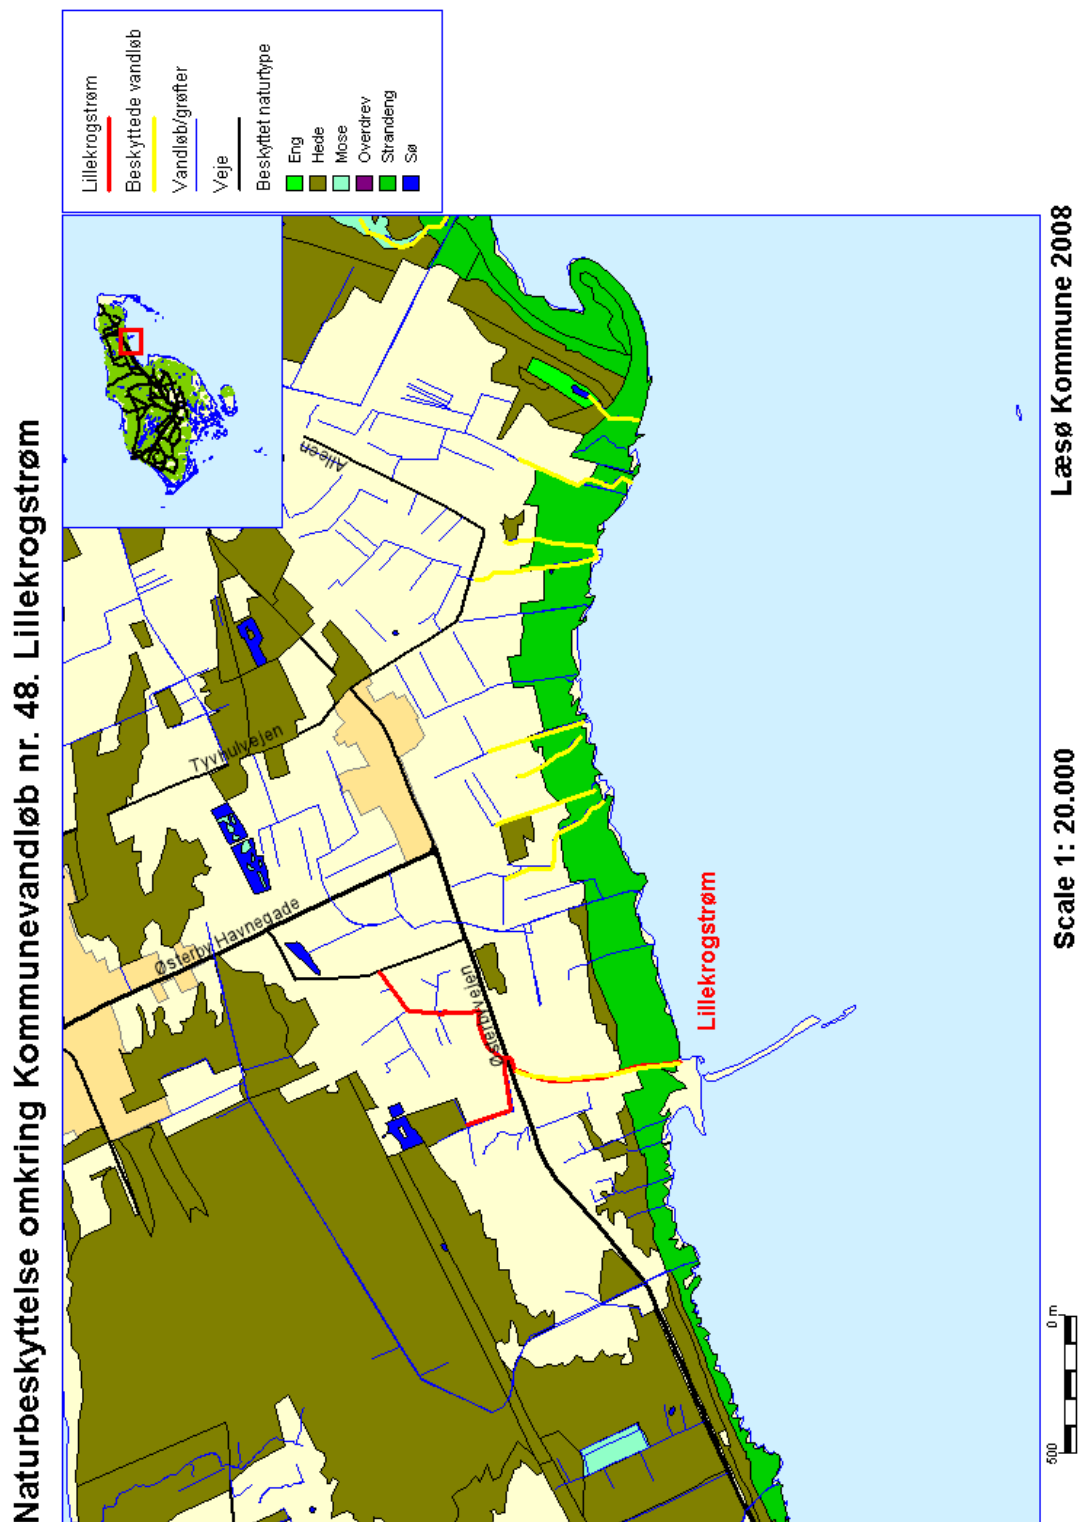 Naturbeskyttelse omkring Kommunevandløb nr. 48. Lillekrogstrøm
Lillekrogstrøm
Beskyttede vandløb
Vandløb/grøfter
Veje
Beskyttet naturtype
Eng
Hede
Mose
Overdrev
Strandeng
Sø
Alleen
Tyvhulvejen
Østerby Havnegade
Østerbyvejen
Lillekrogstrøm
500
0 m
Scale 1: 20.000
Læsø Kommune 2008